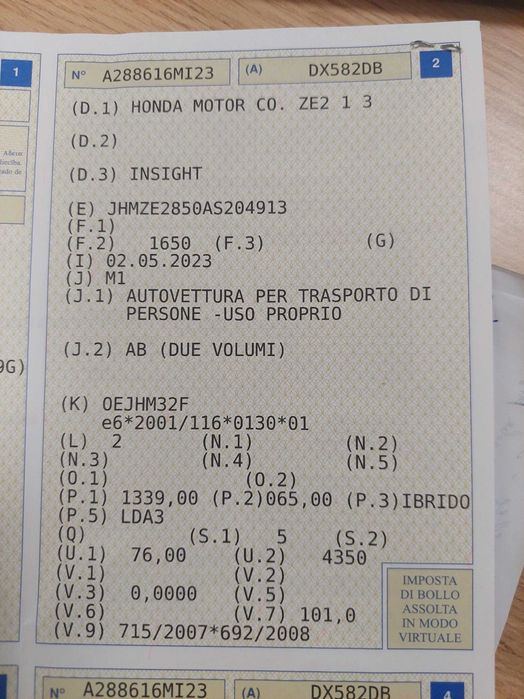 1
Nº A288616MI23 (A) DX582DB 2
(D.1) HONDA MOTOR CO. ZE2 1 3
(D.2)
(D.3) INSIGHT
(E) JHMZE2850AS204913
(F.1)
(F.2) 1650 (F.3) (G)
(I) 02.05.2023
(J) M1
(J.1) AUTOVETTURA PER TRASPORTO DI
PERSONE -USO PROPRIO
(J.2) AB (DUE VOLUMI)
9G)
(K) OEJHM32F
e6*2001/116*0130*01
(L) 2 (N.1) (N.2)
(N.3) (N.4) (N.5)
(O.1) (O.2)
(P.1) 1339,00 (P.2)065,00 (P.3)IBRIDO
(P.5) LDA3
(Q) (S.1) 5 (S.2)
(U.1) 76,00 (U.2) 4350
(V.1) (V.2)
(V.3) 0,0000 (V.5)
(V.6) (V.7) 101,0
(V.9) 715/2007*692/2008
IMPOSTA
DI BOLLO
ASSOLTA
IN MODO
VIRTUALE
Nº A288616MI23 (A) DX582DB 4